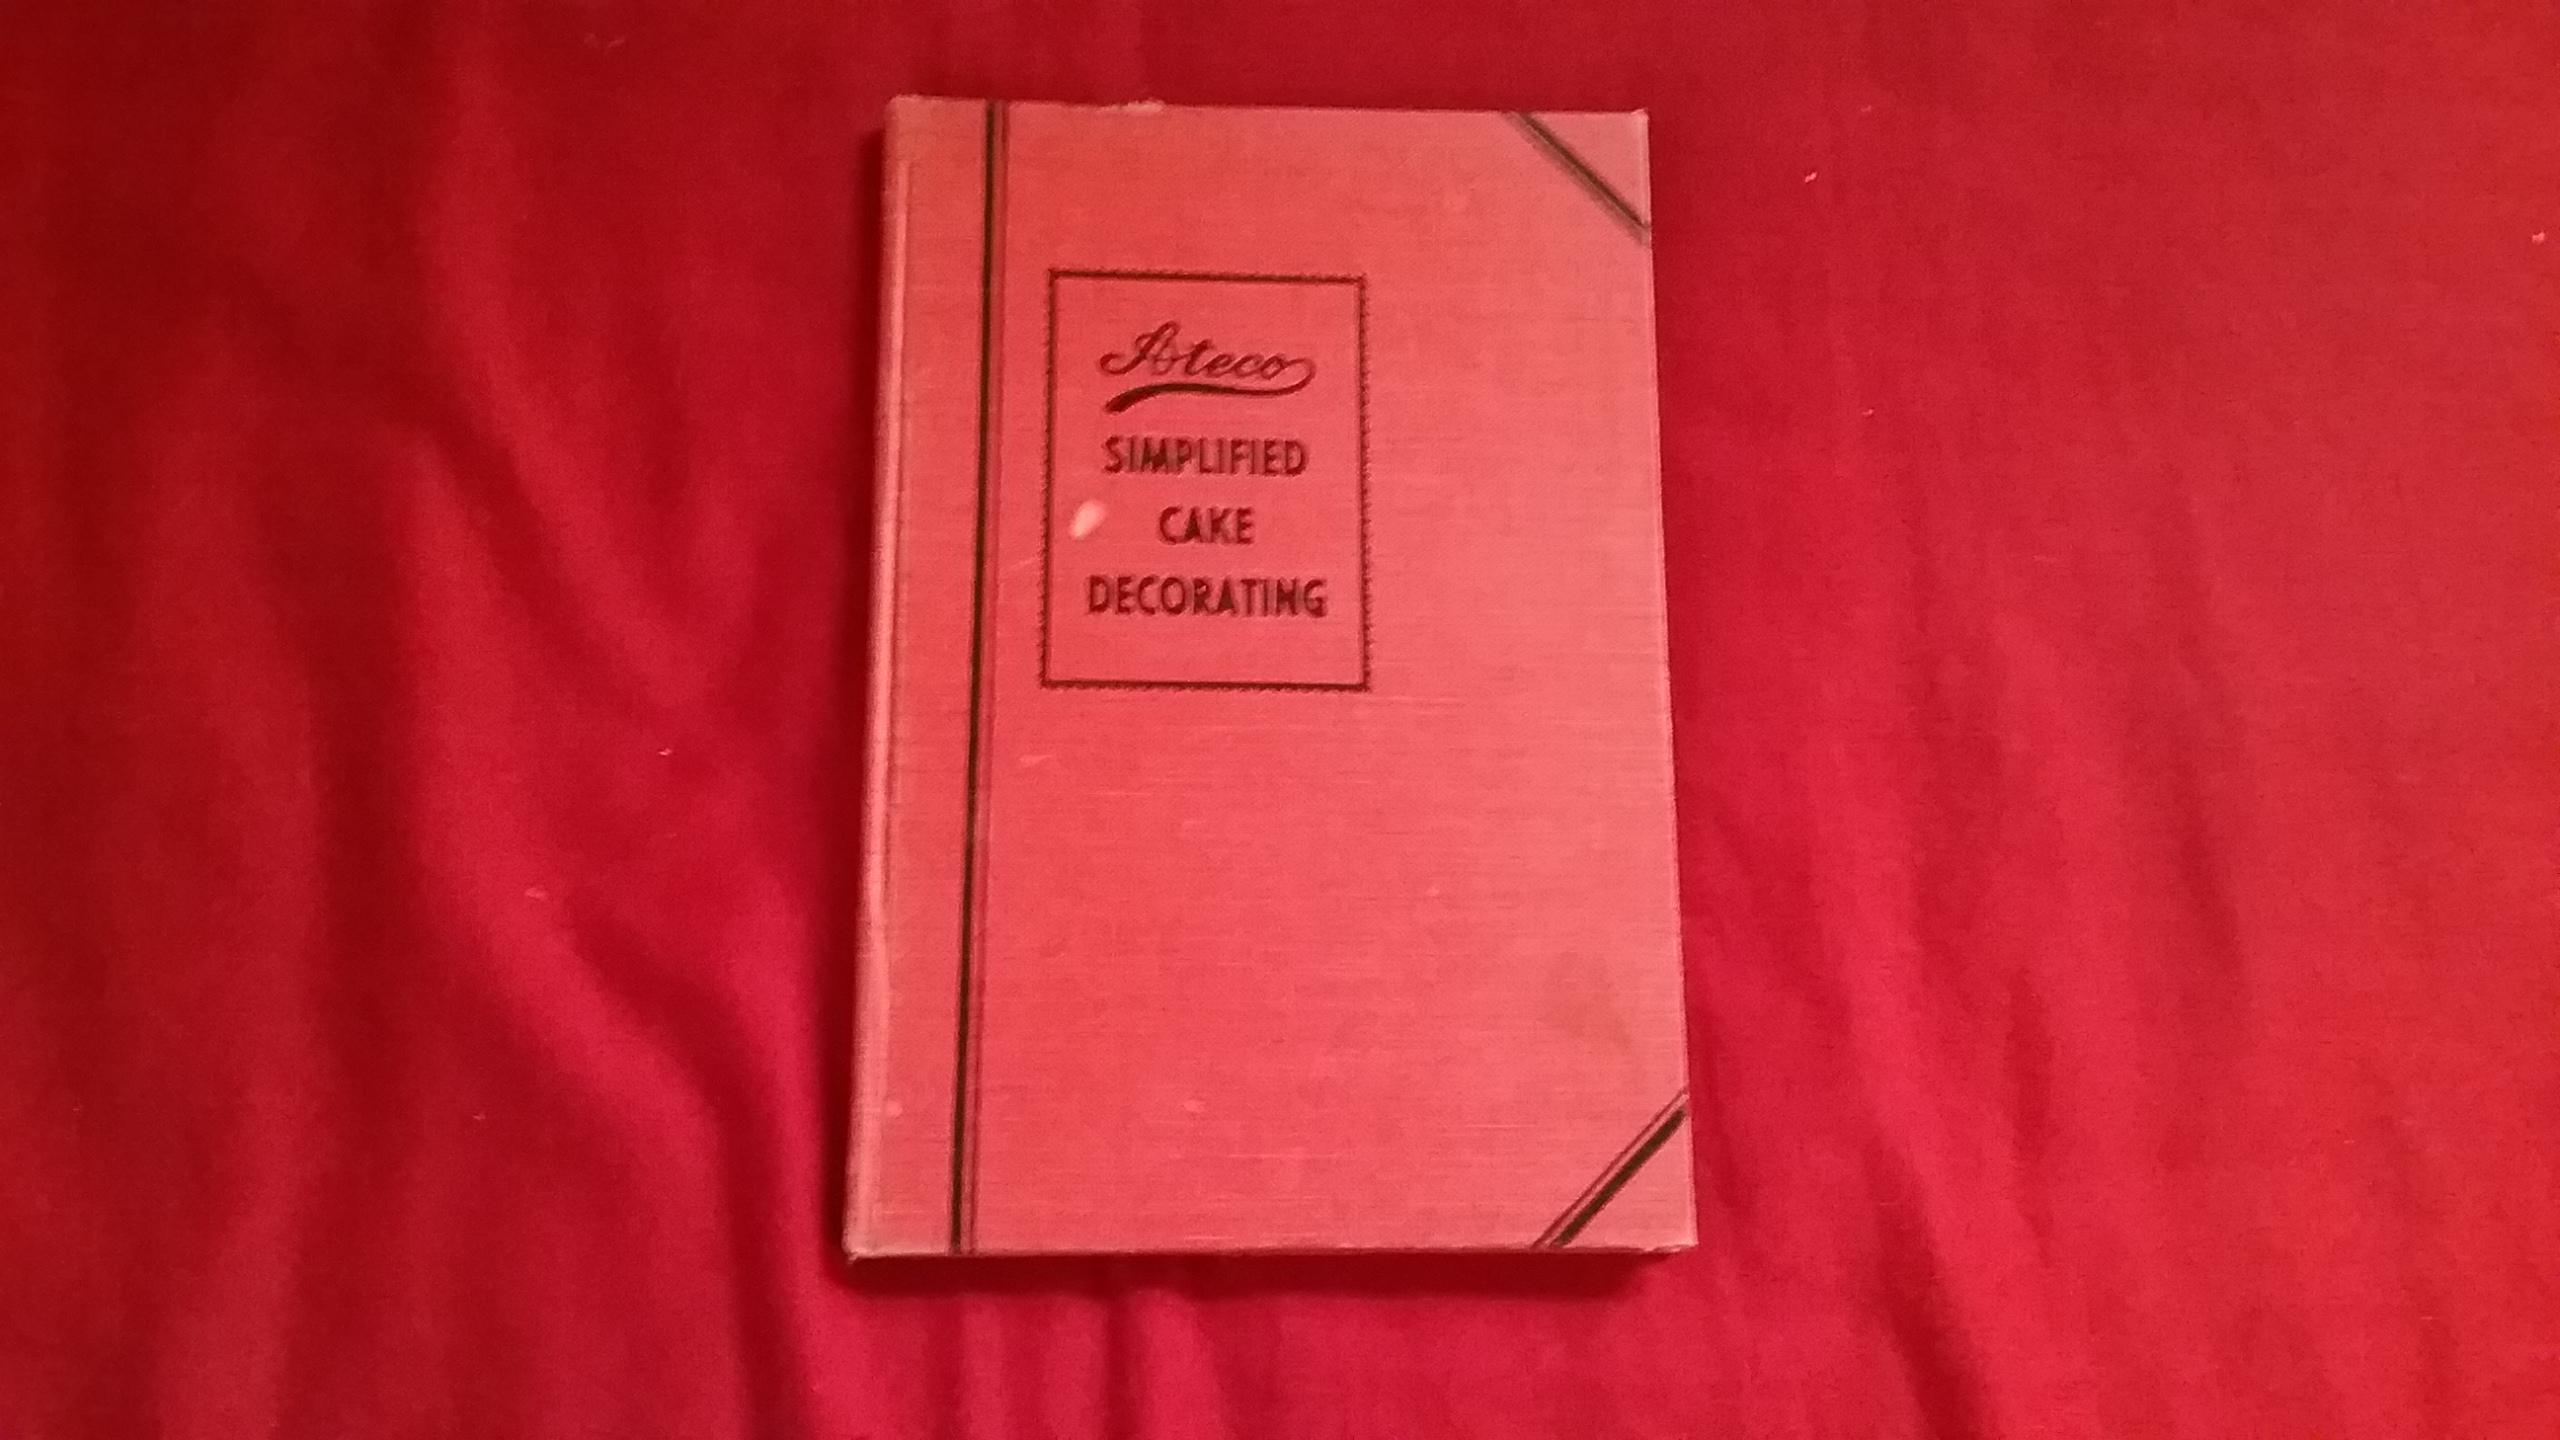 Ateco
SIMPLIFIED
CAKE
DECORATING